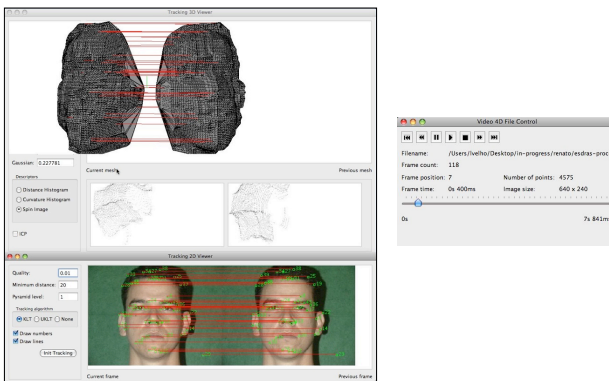 Tracking 3D Viewer
Gaussian: 0.227781
Current mesh
Previous mesh
Descriptors
Distance Histogram
Curvature Histogram
Spin image
ICP
Tracking 2D Viewer
Quality: 0.01
Minimum distance: 20
Pyramid level: 1
Tracking algorithm
KLT UKLT None
Draw numbers
Draw lines
Init Tracking
Current frame
Previous frame
Video 4D File Control
Filename: /Users/lvelho/Desktop/in-progress/renato/esdras-proc
Frame count: 118
Frame position: 7 Number of points: 4575
Frame time: 0s 400ms Image size: 640 x 240
0s 7s 841ms